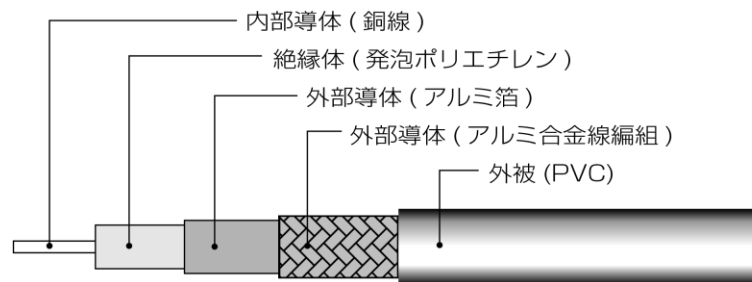 内部導体 ( 銅線 )
絶縁体 ( 発泡ポリエチレン )
外部導体 ( アルミ箔 )
外部導体 ( アルミ合金線編組 )
外被 (PVC)